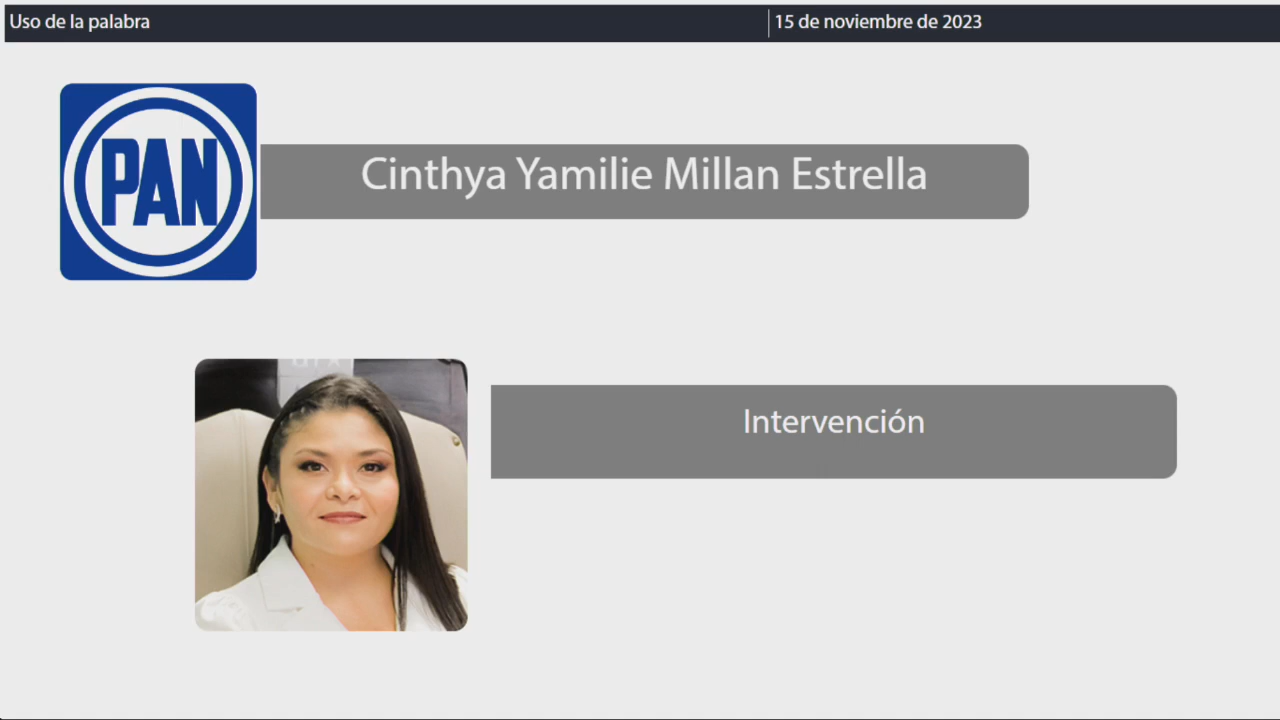 Uso de la palabra
15 de noviembre de 2023
PAN
Cinthya Yamilie Millan Estrella
Intervención